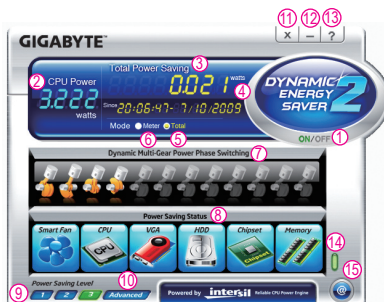 11 12 13
X – ?
GIGABYTE™
Total Power Saving 3
2 CPU Power
0.021 watts
4
3.222
watts
Since 20:06:47- 7/10/2009
Mode Meter Total
6 5
DYNAMIC
ENERGY
SAVER 2
ON/OFF 1
Dynamic Multi-Gear Power Phase Switching 7
Power Saving Status 8
Smart Fan CPU VGA HDD Chipset Memory
CPU Chipset
14
10 15
Power Saving Level
9 1 2 3 Advanced
Powered by intersil Reliable CPU Power Engine
@